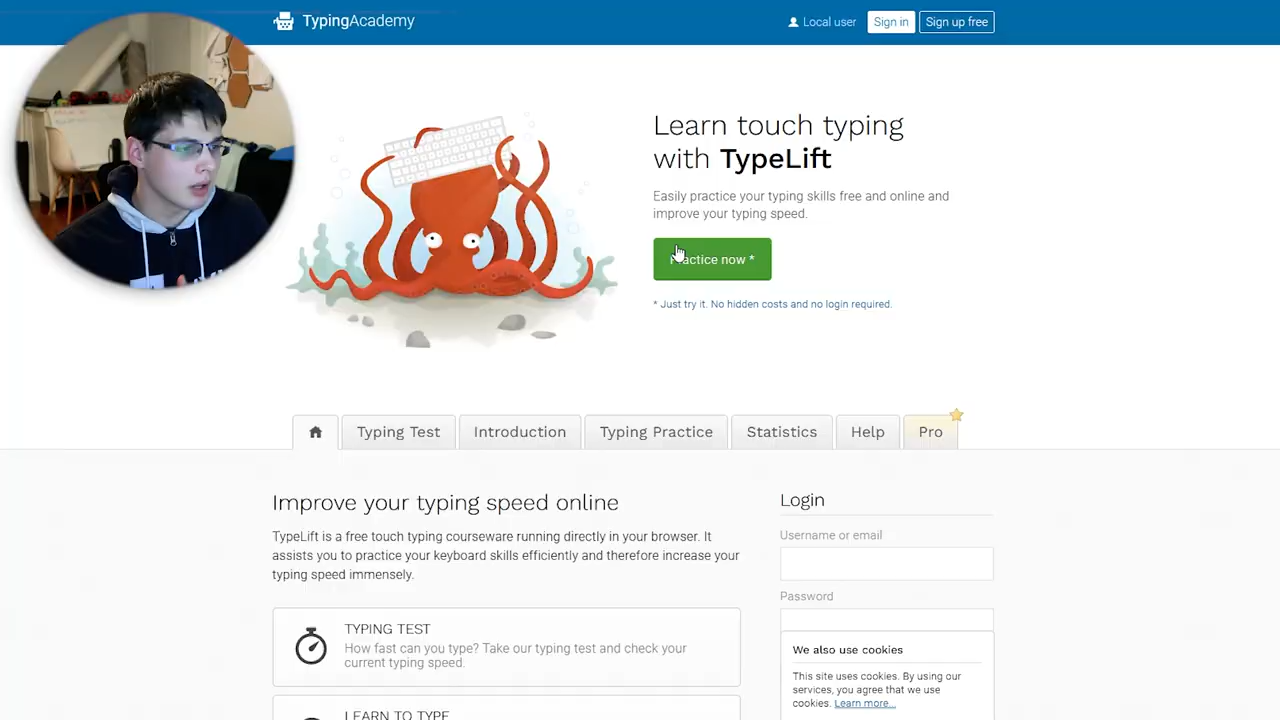 TypingAcademy
Local user
Sign in
Sign up free
Learn touch typing
with TypeLift
Easily practice your typing skills free and online and
improve your typing speed.
Practice now *
* Just try it. No hidden costs and no login required.
Typing Test
Introduction
Typing Practice
Statistics
Help
Pro
Improve your typing speed online
TypeLift is a free touch typing courseware running directly in your browser. It
assists you to practice your keyboard skills efficiently and therefore increase your
typing speed immensely.
TYPING TEST
How fast can you type? Take our typing test and check your
current typing speed.
LEARN TO TYPE
Login
Username or email
Password
We also use cookies
This site uses cookies. By using our
services, you agree that we use
cookies. Learn more...